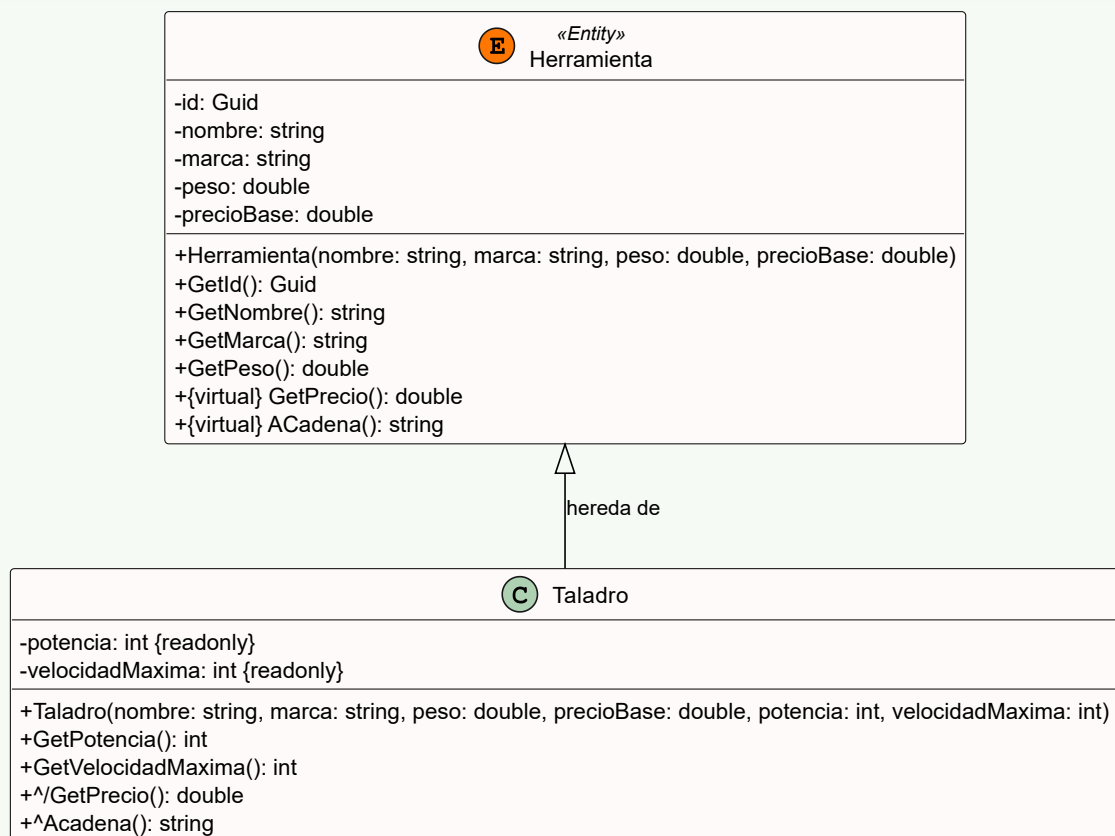 E
«Entity»
Herramienta
-id: Guid
-nombre: string
-marca: string
-peso: double
-precioBase: double
+Herramienta(nombre: string, marca: string, peso: double, precioBase: double)
+GetId(): Guid
+GetNombre(): string
+GetMarca(): string
+GetPeso(): double
+{virtual} GetPrecio(): double
+{virtual} ACadena(): string
hereda de
C
Taladro
-potencia: int {readonly}
-velocidadMaxima: int {readonly}
+Taladro(nombre: string, marca: string, peso: double, precioBase: double, potencia: int, velocidadMaxima: int)
+GetPotencia(): int
+GetVelocidadMaxima(): int
+^/GetPrecio(): double
+^Acadena(): string